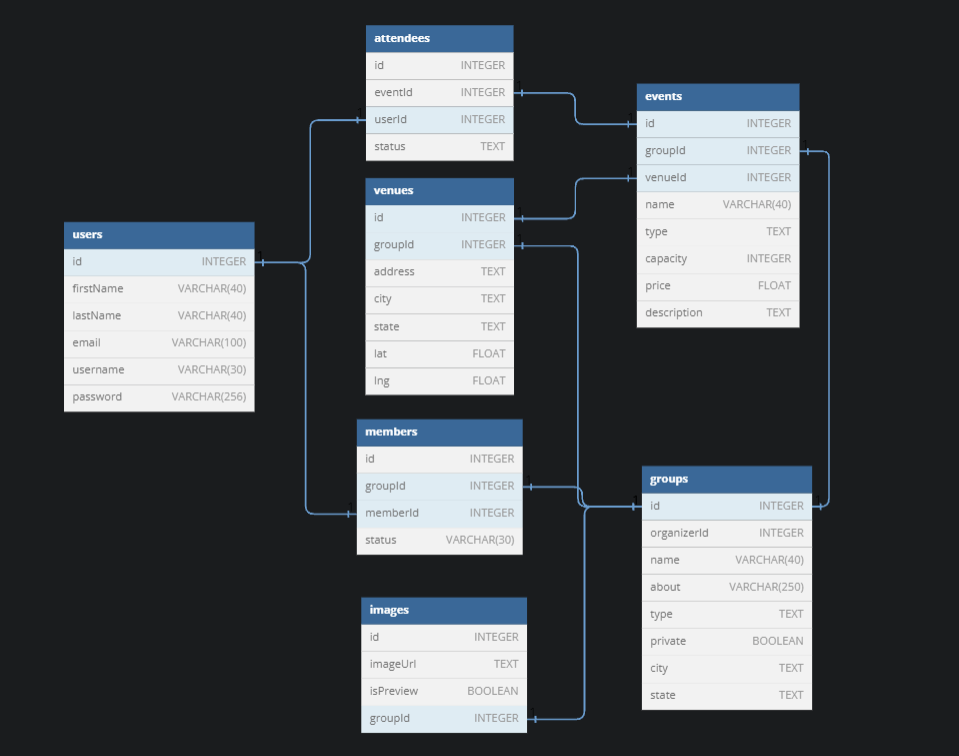 attendees
id INTEGER
eventId INTEGER
userId INTEGER
status TEXT
events
id INTEGER
groupId INTEGER
venueId INTEGER
name VARCHAR(40)
type TEXT
capacity INTEGER
price FLOAT
description TEXT
venues
id INTEGER
groupId INTEGER
address TEXT
city TEXT
state TEXT
lat FLOAT
lng FLOAT
users
id INTEGER
firstName VARCHAR(40)
lastName VARCHAR(40)
email VARCHAR(100)
username VARCHAR(30)
password VARCHAR(256)
members
id INTEGER
groupId INTEGER
memberId INTEGER
status VARCHAR(30)
groups
id INTEGER
organizerId INTEGER
name VARCHAR(40)
about VARCHAR(250)
type TEXT
private BOOLEAN
city TEXT
state TEXT
images
id INTEGER
imageUrl TEXT
isPreview BOOLEAN
groupId INTEGER